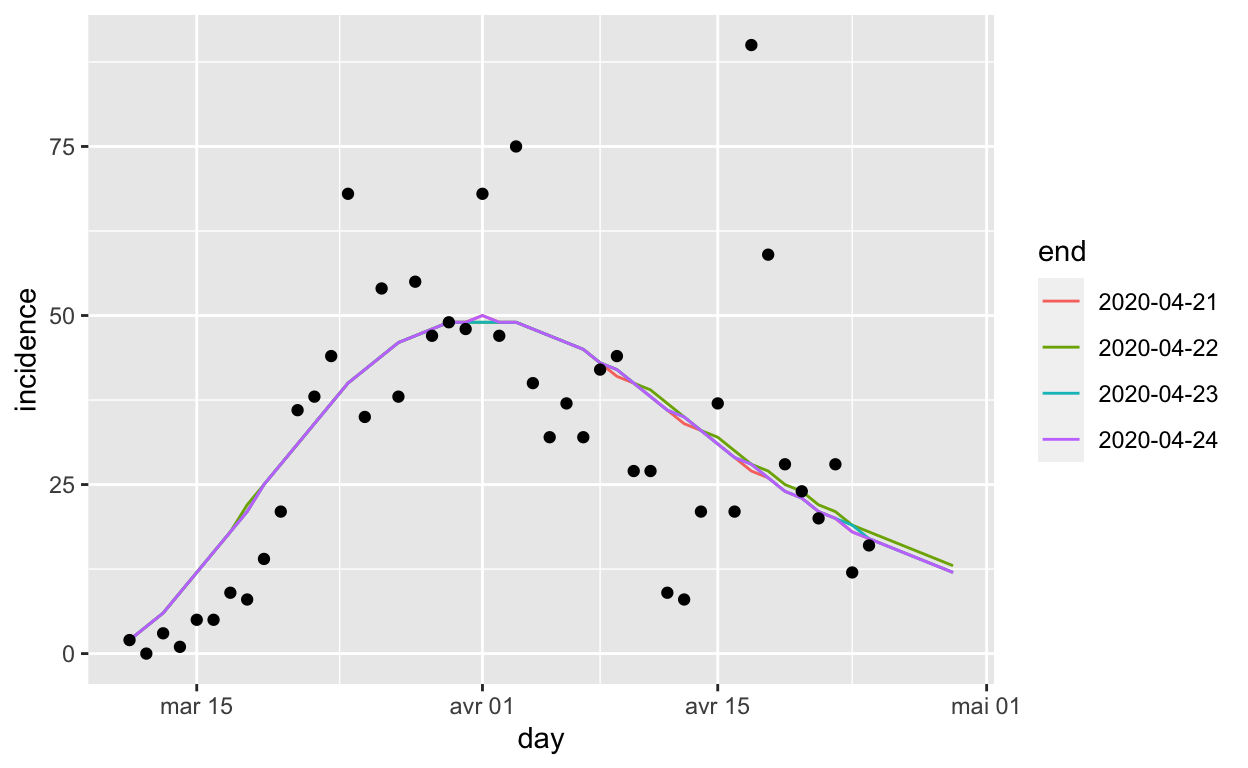 75
50
25
0
incidence
mar 15
avr 01
avr 15
mai 01
day
end
2020-04-21
2020-04-22
2020-04-23
2020-04-24